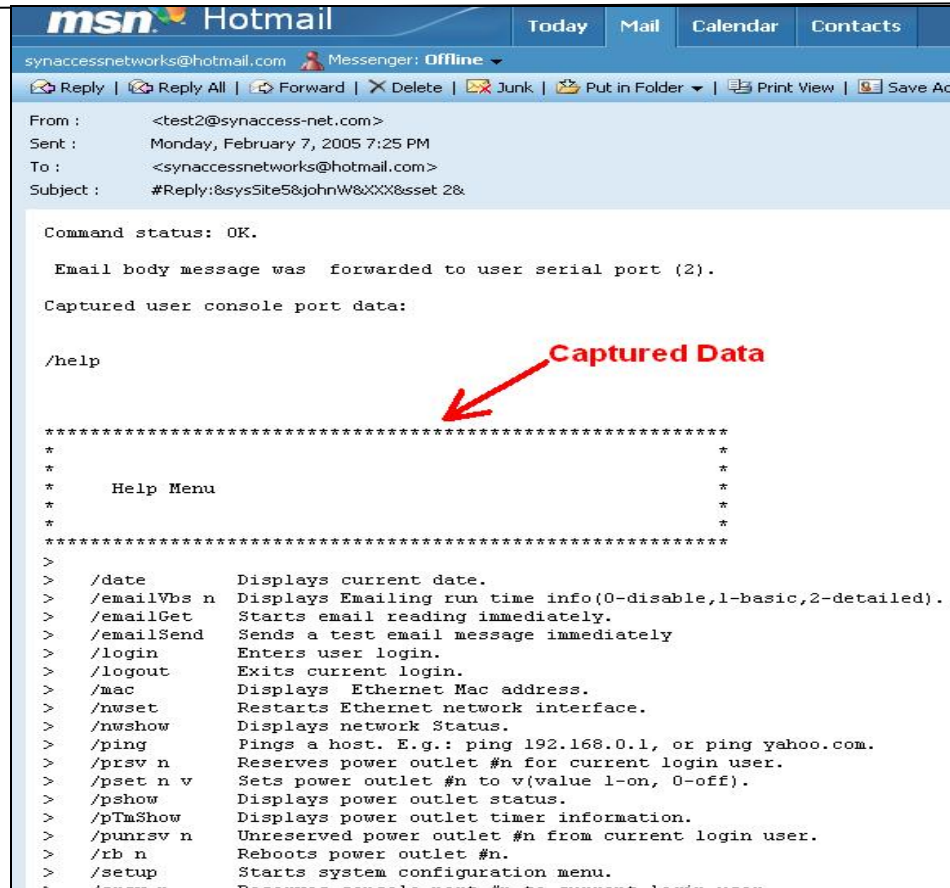 msn Hotmail Today Mail Calendar Contacts
synaccessnetworks@hotmail.com Messenger: Offline
Reply | Reply All | Forward | Delete | Junk | Put in Folder | Print View | Save
From : <test2@synaccess-net.com>
Sent : Monday, February 7, 2005 7:25 PM
To : <synaccessnetworks@hotmail.com>
Subject : #Reply:&sysSite5&johnW&XXX&sset 2&
Command status: OK.
Email body message was forwarded to user serial port (2).
Captured user console port data:
/help
Captured Data
************************************************************
* *
* *
* Help Menu *
* *
* *
************************************************************
>
> /date Displays current date.
> /emailVbs n Displays Emailing run time info(0-disable,1-basic,2-detailed).
> /emailGet Starts email reading immediately.
> /emailSend Sends a test email message immediately
> /login Enters user login.
> /logout Exits current login.
> /mac Displays Ethernet Mac address.
> /nwset Restarts Ethernet network interface.
> /nwshow Displays network Status.
> /ping Pings a host. E.g.: ping 192.168.0.1, or ping yahoo.com.
> /prsv n Reserves power outlet #n for current login user.
> /pset n v Sets power outlet #n to v(value 1-on, 0-off).
> /pshow Displays power outlet status.
> /pTmShow Displays power outlet timer information.
> /punrsv n Unreserved power outlet #n from current login user.
> /rb n Reboots power outlet #n.
> /setup Starts system configuration menu.